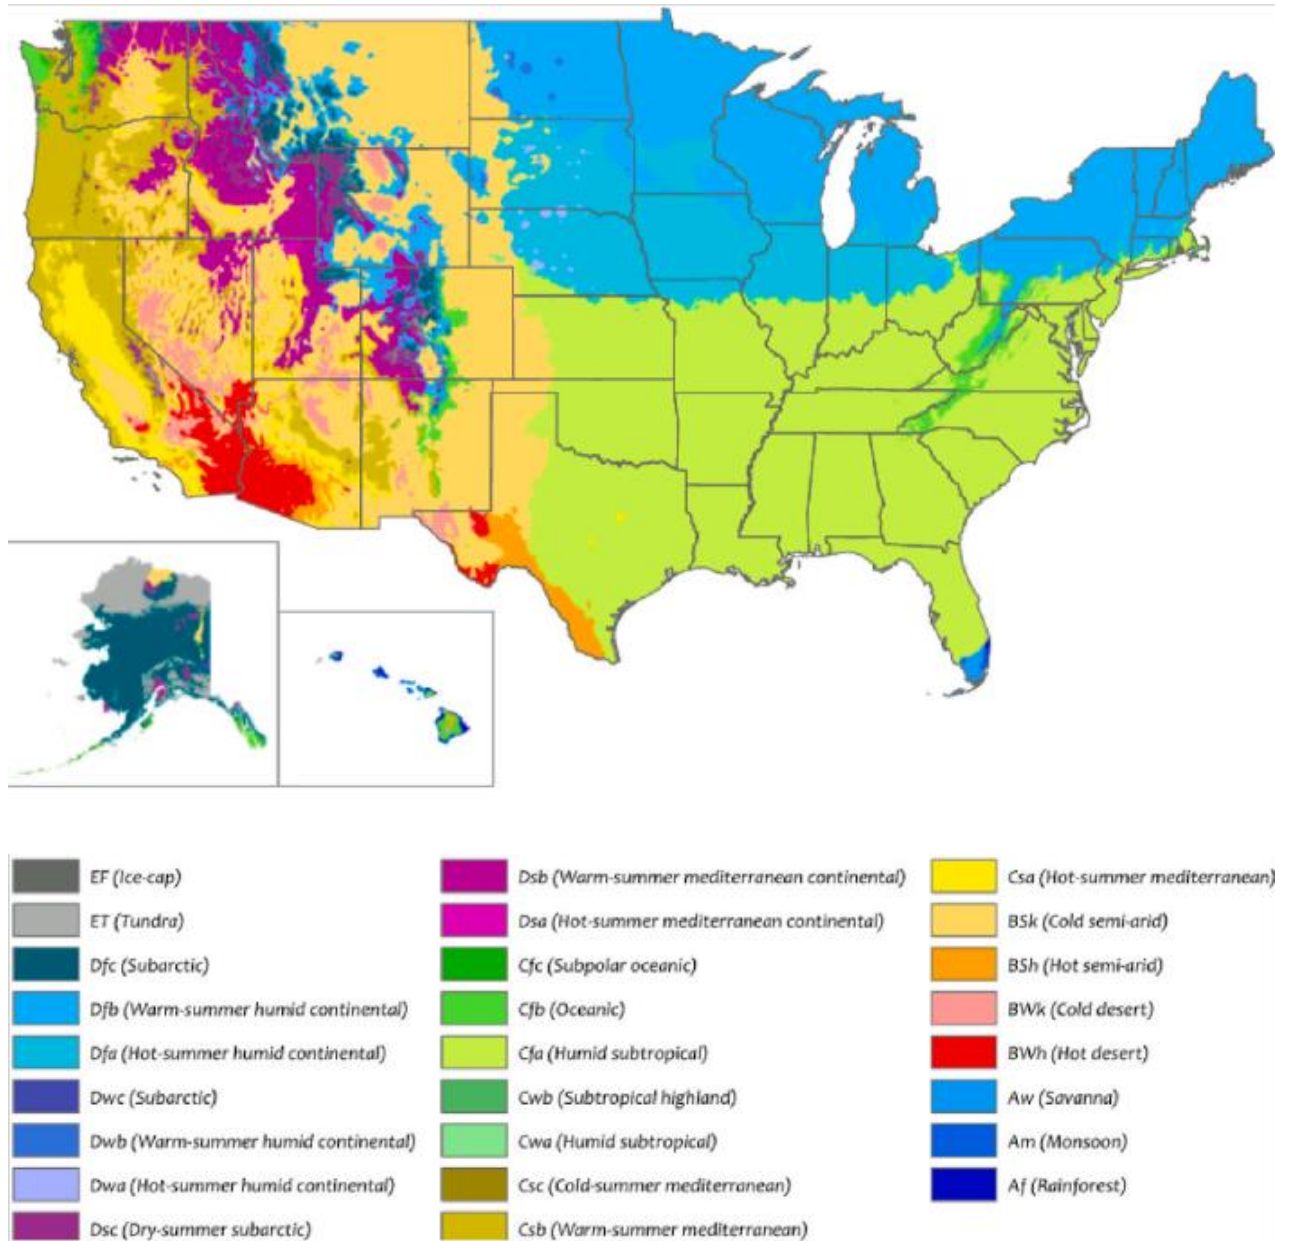 EF (Ice-cap)
ET (Tundra)
Dfc (Subarctic)
Dfb (Warm-summer humid continental)
Dfa (Hot-summer humid continental)
Dwc (Subarctic)
Dwb (Warm-summer humid continental)
Dwa (Hot-summer humid continental)
Dsc (Dry-summer subarctic)
Dsb (Warm-summer mediterranean continental)
Dsa (Hot-summer mediterranean continental)
Cfc (Subpolar oceanic)
Cfb (Oceanic)
Cfa (Humid subtropical)
Cwb (Subtropical highland)
Cwa (Humid subtropical)
Csc (Cold-summer mediterranean)
Csb (Warm-summer mediterranean)
Csa (Hot-summer mediterranean)
BSk (Cold semi-arid)
BSh (Hot semi-arid)
BWk (Cold desert)
BWh (Hot desert)
Aw (Savanna)
Am (Monsoon)
Af (Rainforest)